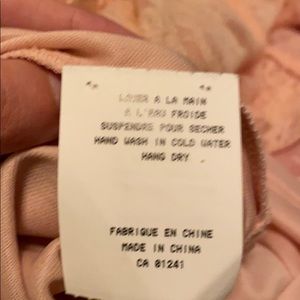 LAVER A LA MAIN
A L'EAU FROIDE
SUSPENDRE POUR SECHER
HAND WASH IN COLD WATER
HANG DRY
FABRIQUE EN CHINE
MADE IN CHINA
CA 01241